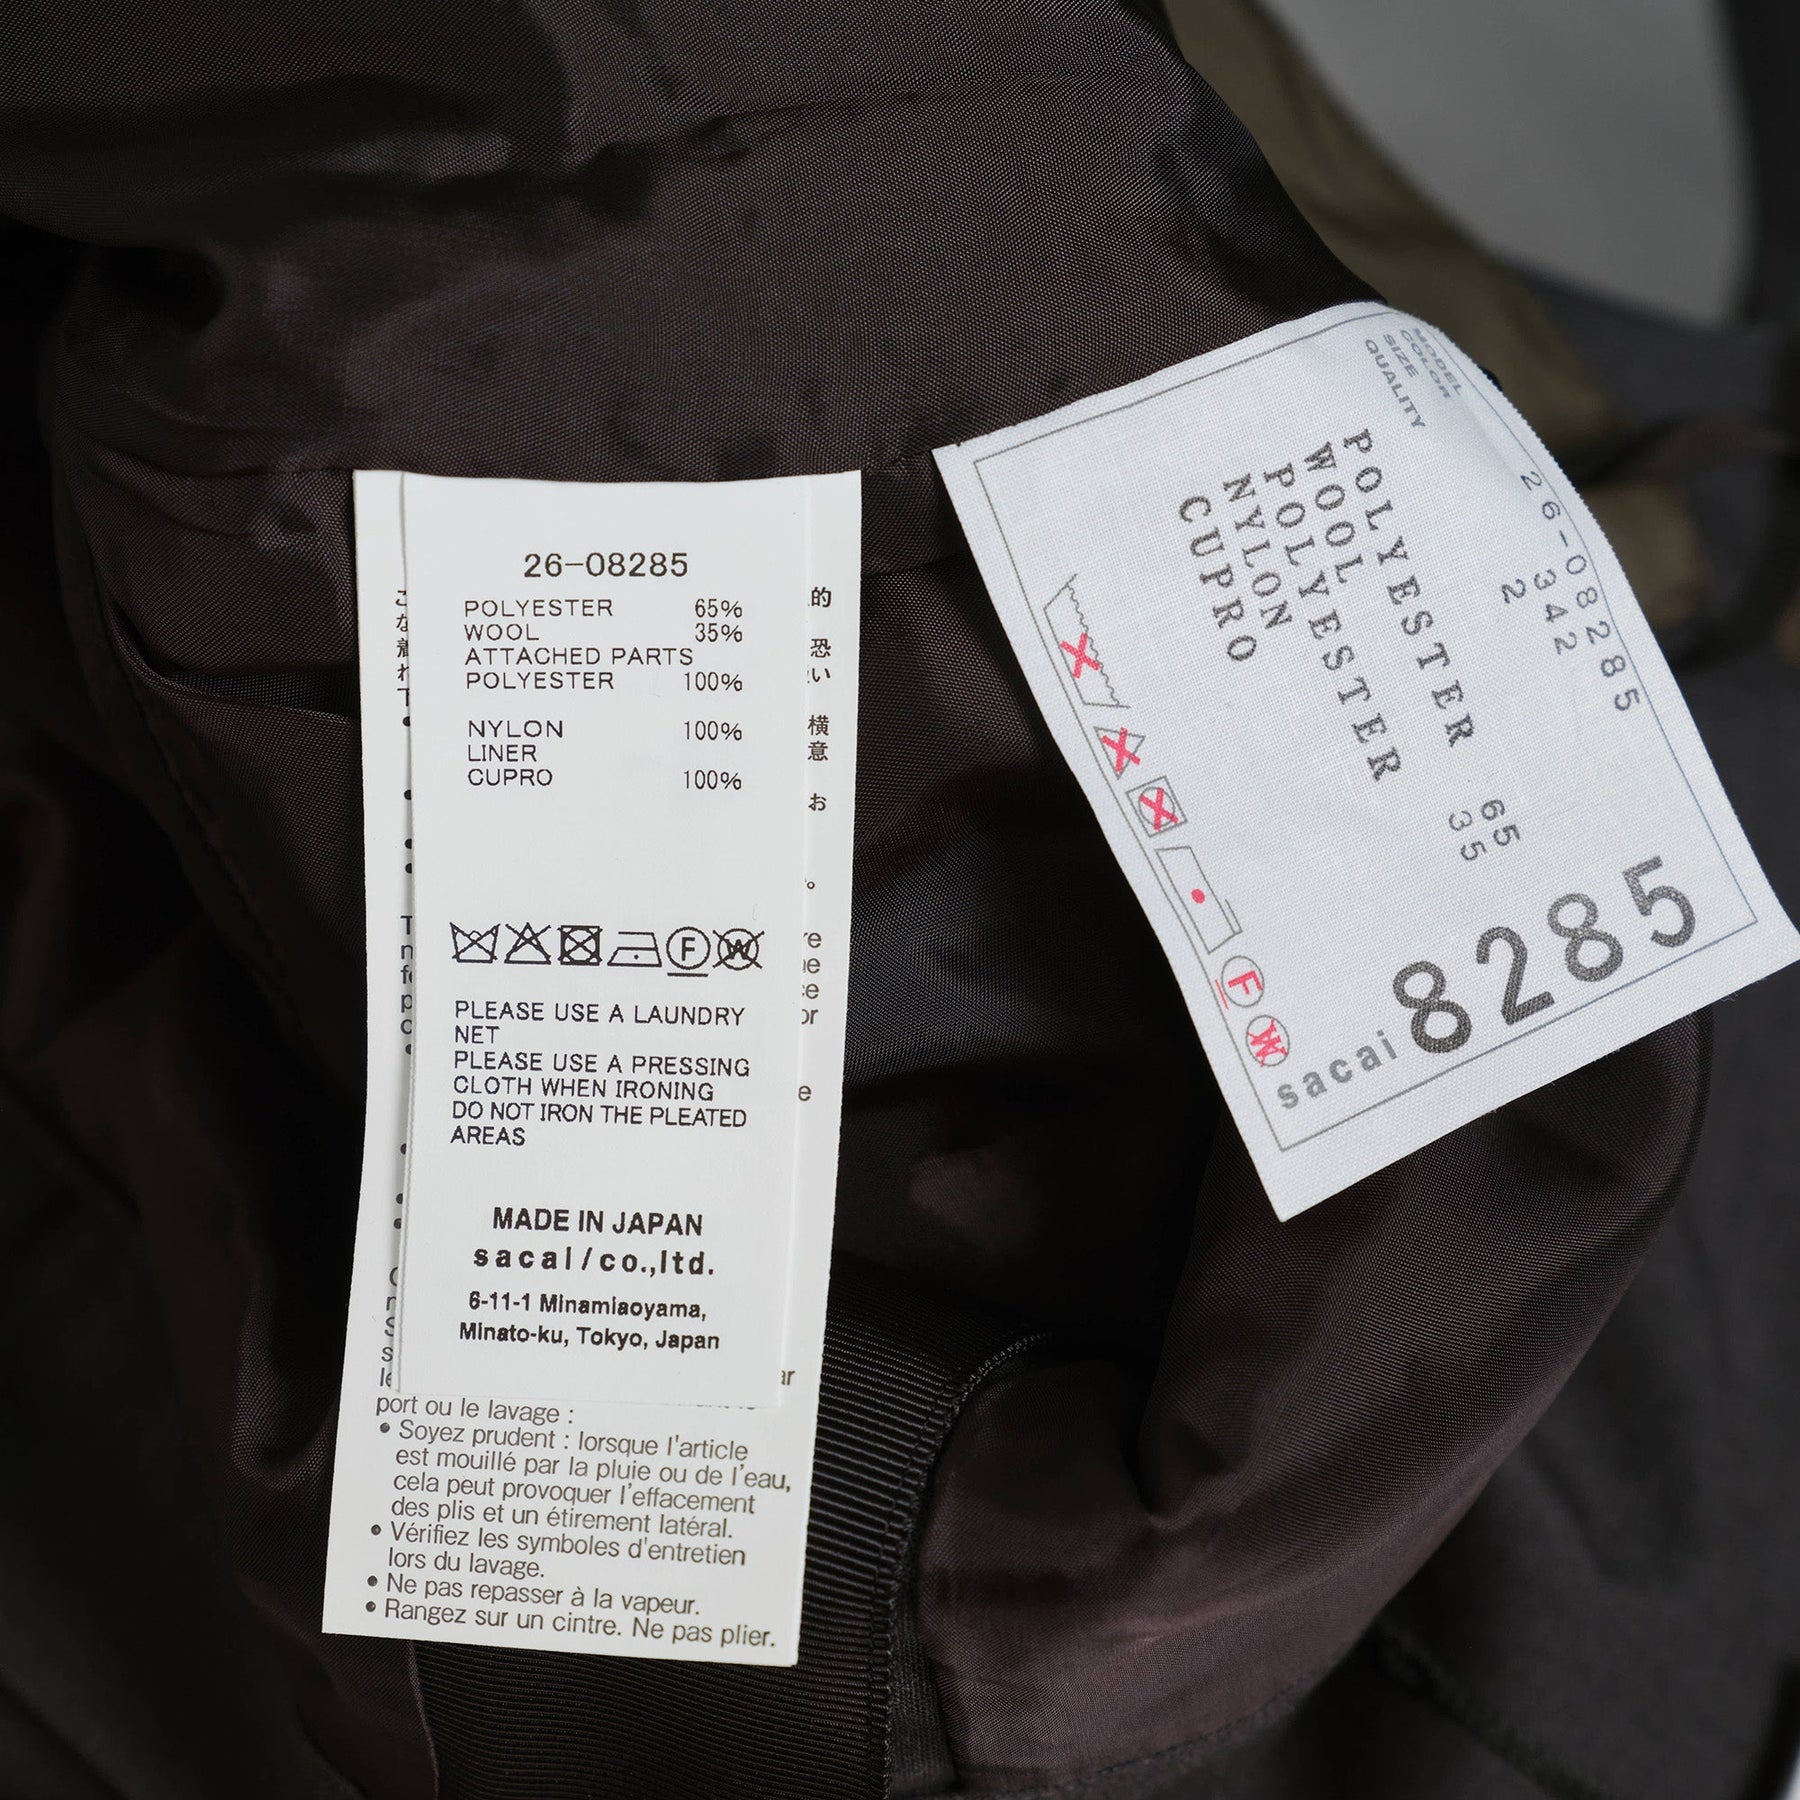 26-08285
POLYESTER 65%
WOOL 35%
ATTACHED PARTS
POLYESTER 100%
NYLON 100%
LINER
CUPRO 100%
F W
PLEASE USE A LAUNDRY
NET
PLEASE USE A PRESSING
CLOTH WHEN IRONING
DO NOT IRON THE PLEATED
AREAS
MADE IN JAPAN
sacai/co.,ltd.
6-11-1 Minamiaoyama,
Minato-ku, Tokyo, Japan
port ou le lavage :
• Soyez prudent : lorsque l'article
est mouillé par la pluie ou de l'eau,
cela peut provoquer l'effacement
des plis et un étirement latéral.
• Vérifiez les symboles d'entretien
lors du lavage.
• Ne pas repasser à la vapeur.
• Rangez sur un cintre. Ne pas plier.
MODEL 26-08285
COLOR 342
SIZE 2
QUALITY
POLYESTER 65
WOOL 35
POLYESTER
NYLON
CUPRO
F W
sacai 8285